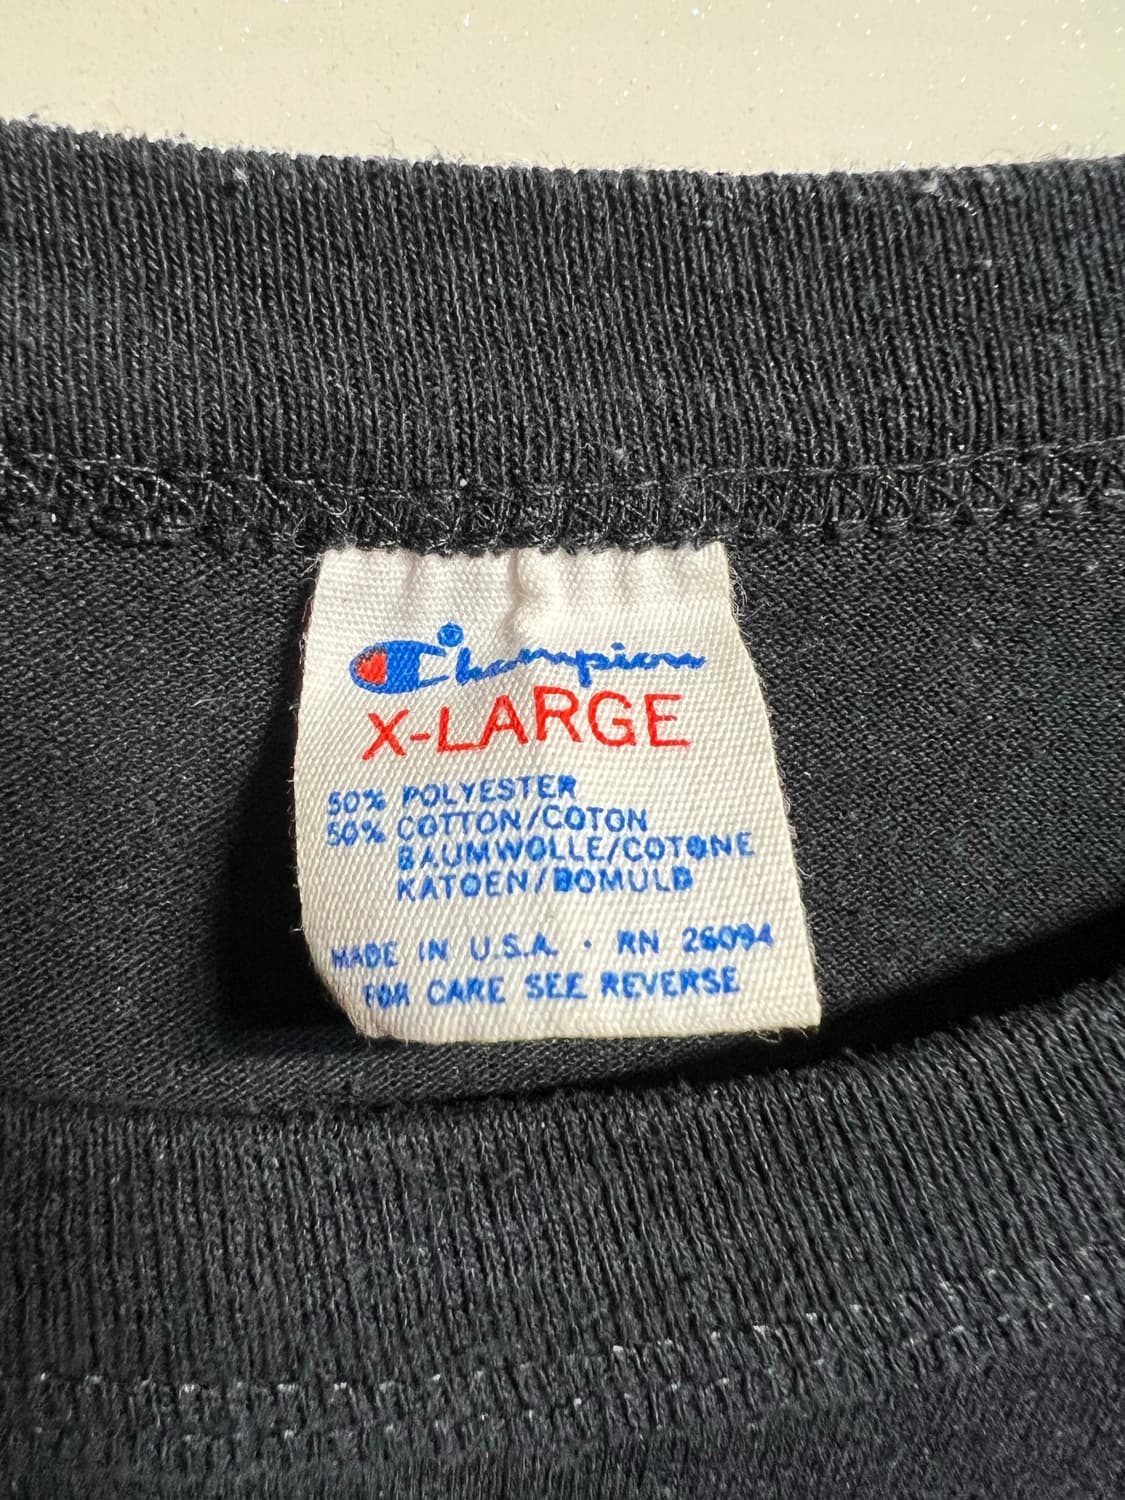 Champion
X-LARGE
50% POLYESTER
50% COTTON/COTON
BAUMWOLLE/COTONE
KATOEN/BOMULD
MADE IN U.S.A. · RN 26094
FOR CARE SEE REVERSE